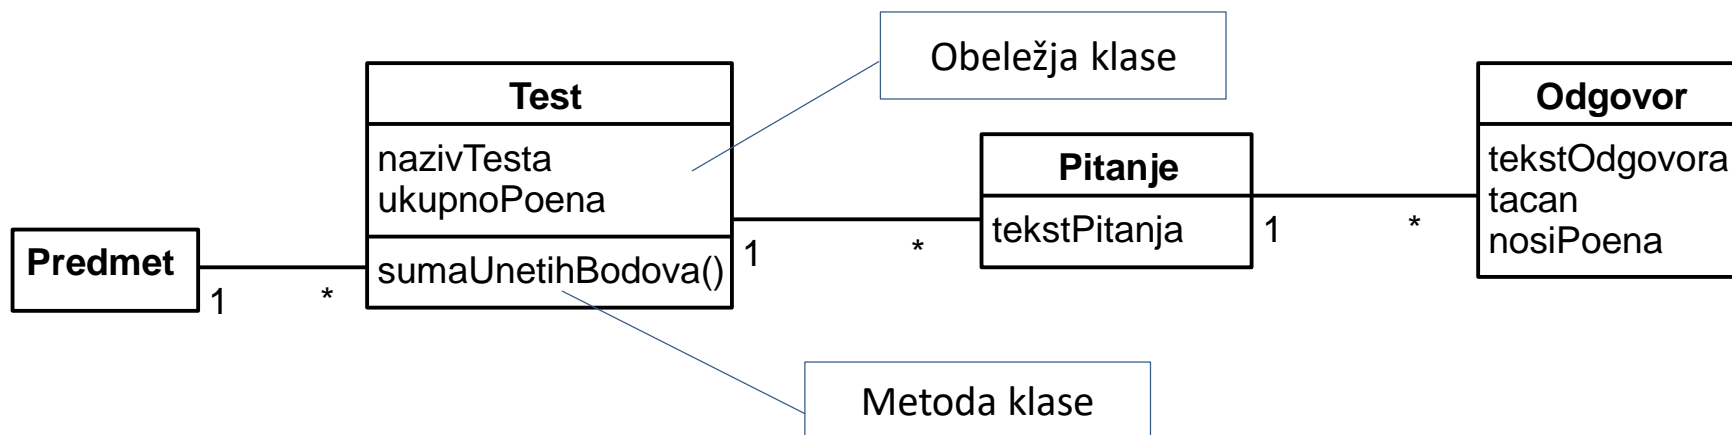 Obeležja klase
Test
nazivTesta
ukupnoPoena
sumaUnetihBodova()
Predmet
1
*
1
*
Pitanje
tekstPitanja
1
*
Odgovor
tekstOdgovora
tacan
nosiPoena
Metoda klase